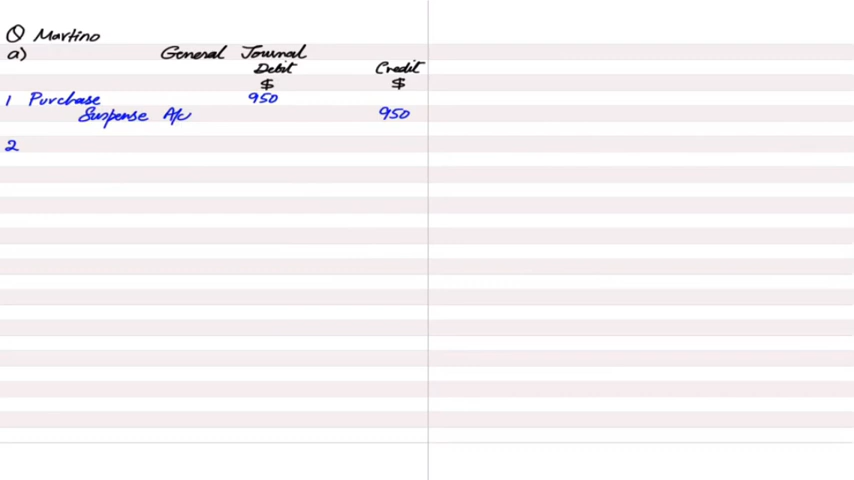 Q Martino
a) General Journal
Debit Credit
$ $
1 Purchase 950
Suspense A/c 950
2